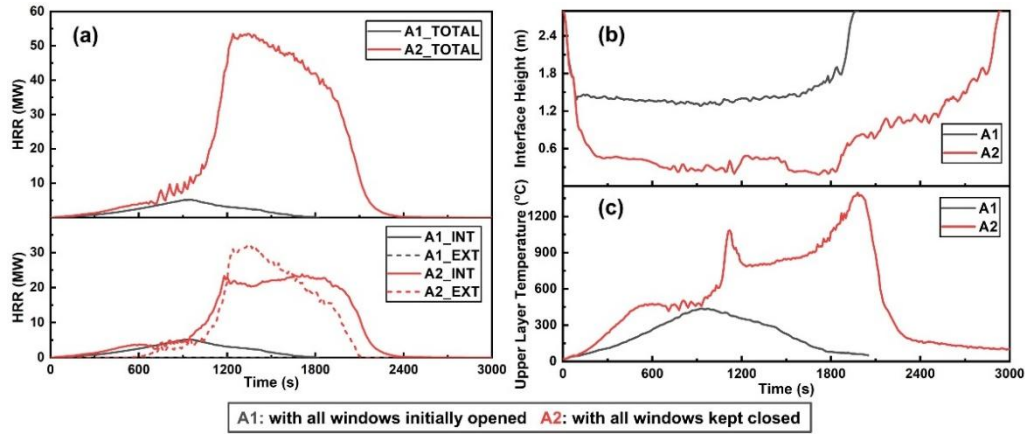 (a)
A1_TOTAL
A2_TOTAL
HRR (MW)
60
50
40
30
20
10
A1_INT
A1_EXT
A2_INT
A2_EXT
HRR (MW)
30
20
10
0
0 600 1200 1800 2400 3000
Time (s)
(b)
A1
A2
Interface Height (m)
2.4
1.8
1.2
0.6
(c)
A1
A2
Upper Layer Temperature (°C)
1200
900
600
300
0
0 600 1200 1800 2400 3000
Time (s)
A1: with all windows initially opened A2: with all windows kept closed